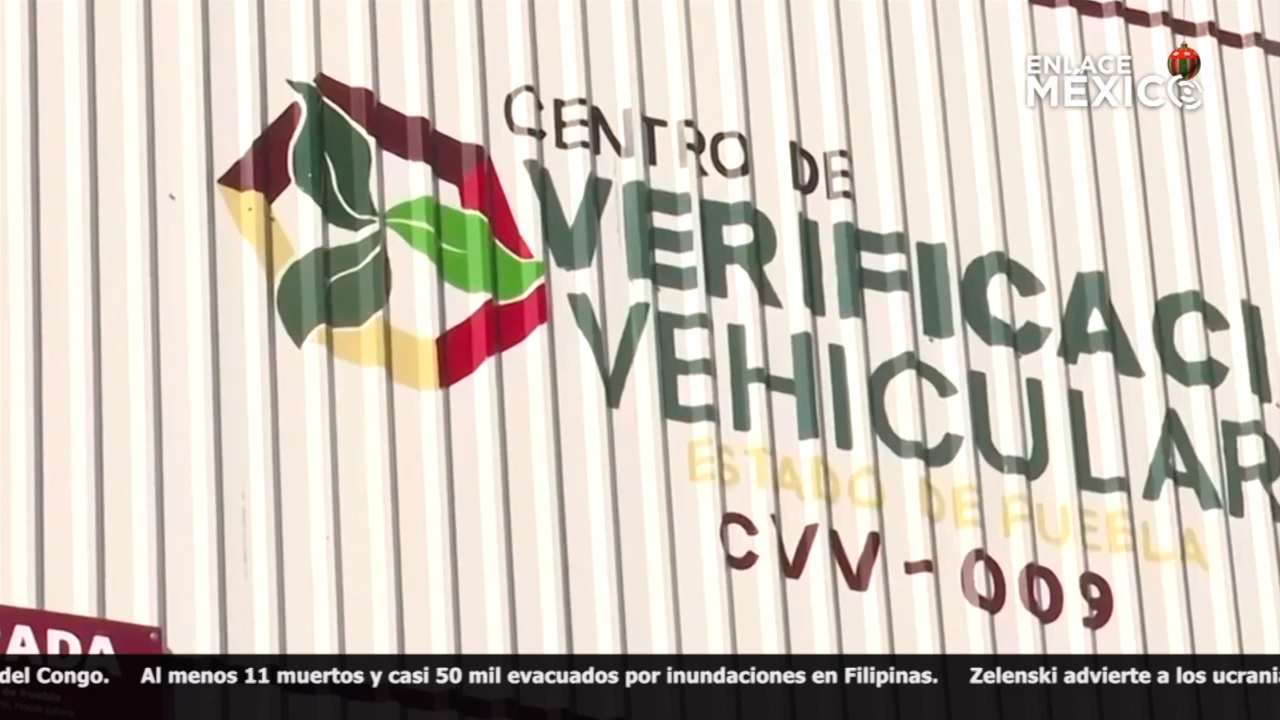 ENLACE
MÉXICO
CENTRO DE
VERIFICACI
VEHICULAR
ESTADO DE PUEBLA
CVV-009
ADA
del Congo. Al menos 11 muertos y casi 50 mil evacuados por inundaciones en Filipinas. Zelenski advierte a los ucrania